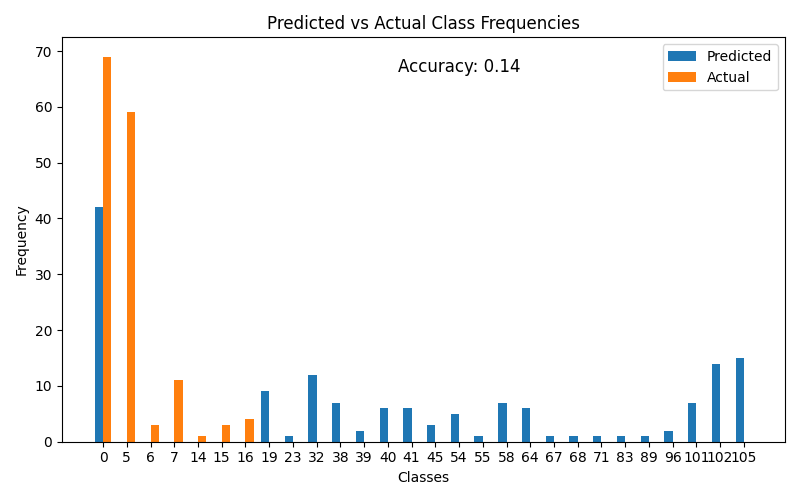 Predicted vs Actual Class Frequencies
Accuracy: 0.14
Predicted
Actual
Frequency
70
60
50
40
30
20
10
0
0 5 6 7 14 15 16 19 23 32 38 39 40 41 45 54 55 58 64 67 68 71 83 89 96 101 102 105
Classes